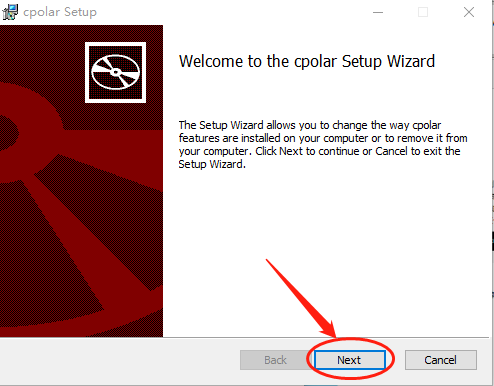 cpolar Setup
Welcome to the cpolar Setup Wizard
The Setup Wizard allows you to change the way cpolar
features are installed on your computer or to remove it from
your computer. Click Next to continue or Cancel to exit the
Setup Wizard.
Back Next Cancel